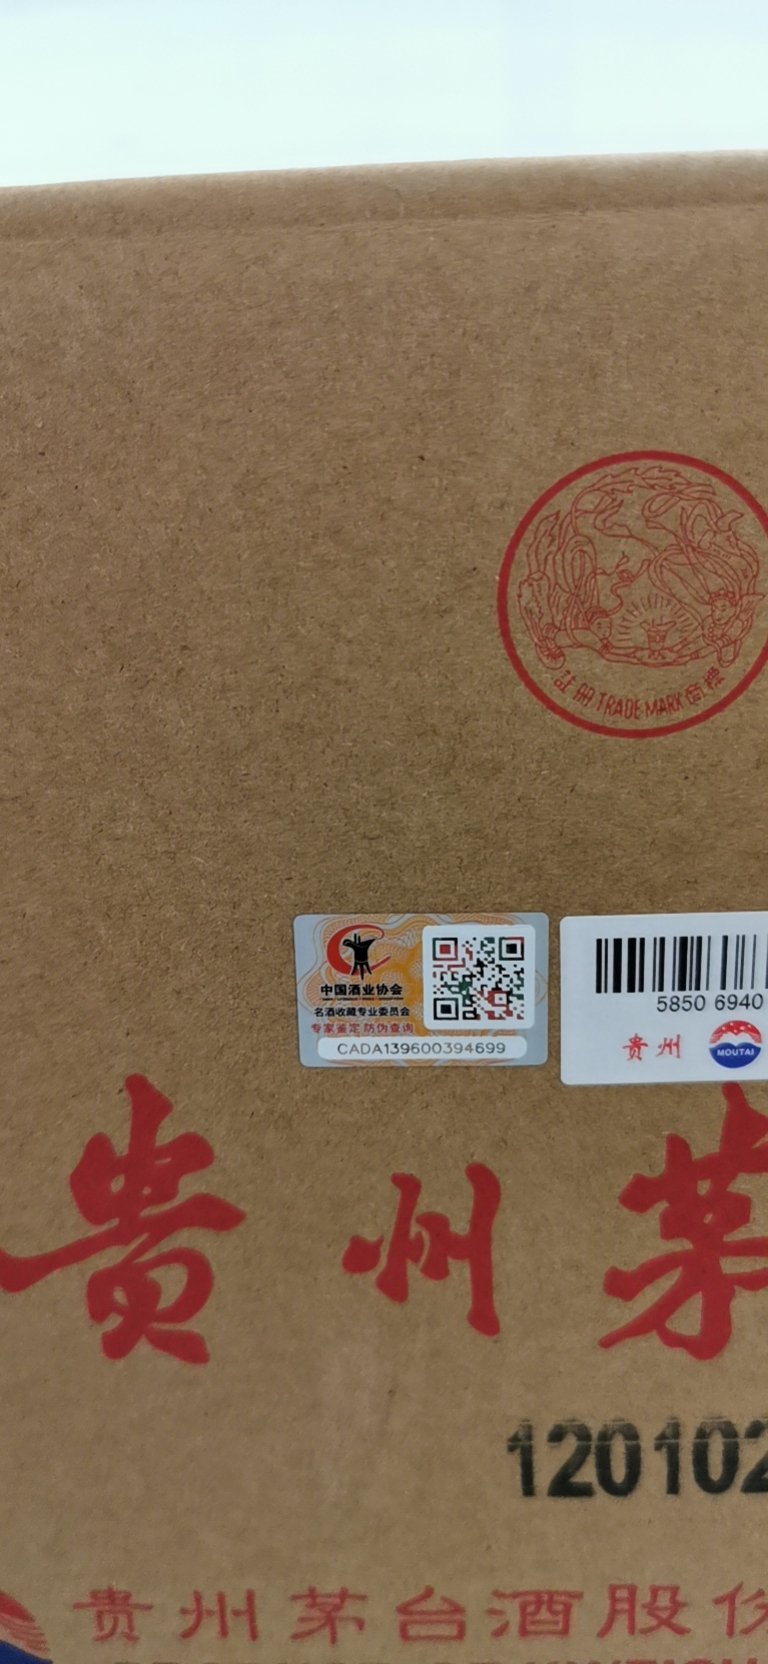 註册 TRADE MARK 商標
中国酒业协会
名酒收藏专业委员会
专家鉴定 防伪查询
CADA139600394699
5850 6940
贵州
MOUTAI
贵州茅
120102
贵州茅台酒股份